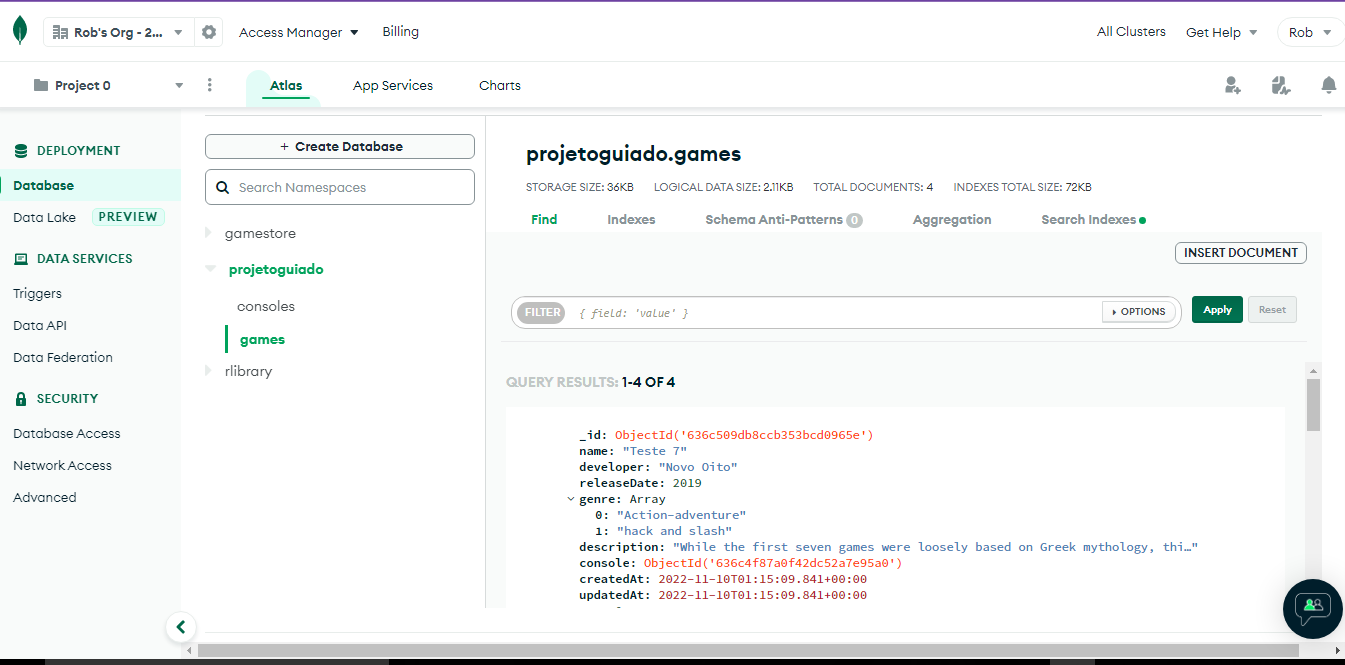 Rob's Org - 2... Access Manager Billing All Clusters Get Help Rob
Project 0 Atlas App Services Charts
DEPLOYMENT
Database
Data Lake PREVIEW
DATA SERVICES
Triggers
Data API
Data Federation
SECURITY
Database Access
Network Access
Advanced
+ Create Database
Search Namespaces
gamestore
projetoguiado
consoles
games
rlibrary
projetoguiado.games
STORAGE SIZE: 36KB LOGICAL DATA SIZE: 2.11KB TOTAL DOCUMENTS: 4 INDEXES TOTAL SIZE: 72KB
Find Indexes Schema Anti-Patterns 0 Aggregation Search Indexes
INSERT DOCUMENT
FILTER { field: 'value' } OPTIONS Apply Reset
QUERY RESULTS: 1-4 OF 4
_id: ObjectId('636c509db8ccb353bcd0965e')
name: "Teste 7"
developer: "Novo Oito"
releaseDate: 2019
genre: Array
0: "Action-adventure"
1: "hack and slash"
description: "While the first seven games were loosely based on Greek mythology, thi…"
console: ObjectId('636c4f87a0f42dc52a7e95a0')
createdAt: 2022-11-10T01:15:09.841+00:00
updatedAt: 2022-11-10T01:15:09.841+00:00